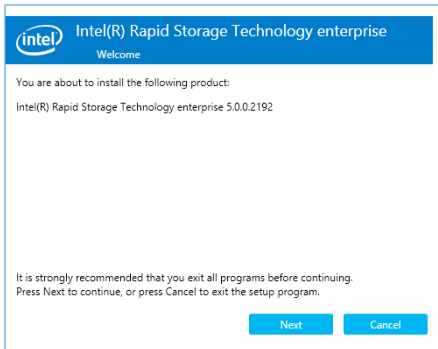 intel
Intel(R) Rapid Storage Technology enterprise
Welcome
You are about to install the following product:
Intel(R) Rapid Storage Technology enterprise 5.0.0.2192
It is strongly recommended that you exit all programs before continuing.
Press Next to continue, or press Cancel to exit the setup program.
Next Cancel